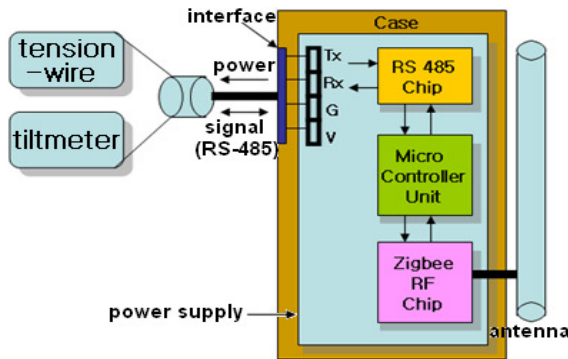 interface
Case
tension
-wire
power
Tx
Rx
G
V
RS 485
Chip
tiltmeter
signal
(RS-485)
Micro
Controller
Unit
Zigbee
RF
Chip
power supply
antenna